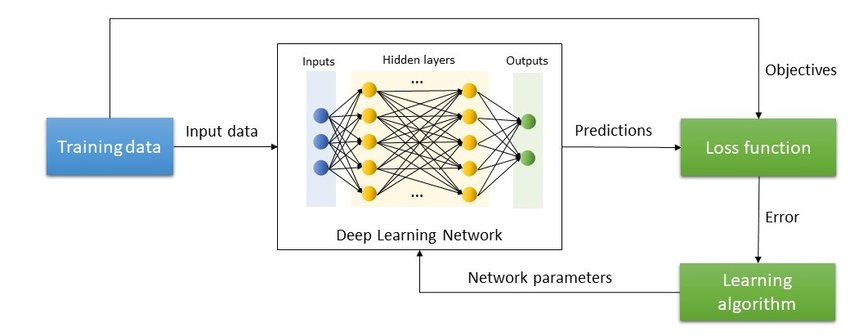 Inputs
Hidden layers
Outputs
...
Objectives
Training data
Input data
Predictions
Loss function
...
Deep Learning Network
Error
Network parameters
Learning
algorithm